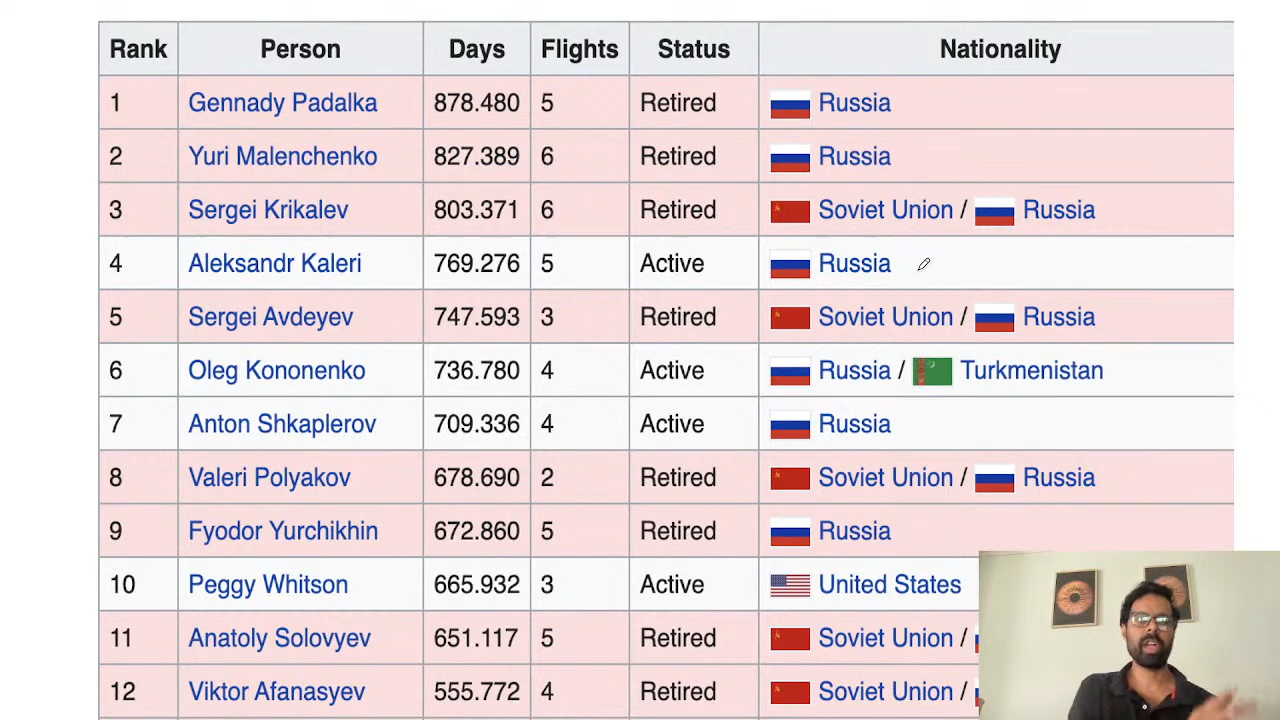 Rank Person Days Flights Status Nationality
1 Gennady Padalka 878.480 5 Retired Russia
2 Yuri Malenchenko 827.389 6 Retired Russia
3 Sergei Krikalev 803.371 6 Retired Soviet Union / Russia
4 Aleksandr Kaleri 769.276 5 Active Russia
5 Sergei Avdeyev 747.593 3 Retired Soviet Union / Russia
6 Oleg Kononenko 736.780 4 Active Russia / Turkmenistan
7 Anton Shkaplerov 709.336 4 Active Russia
8 Valeri Polyakov 678.690 2 Retired Soviet Union / Russia
9 Fyodor Yurchikhin 672.860 5 Retired Russia
10 Peggy Whitson 665.932 3 Active United States
11 Anatoly Solovyev 651.117 5 Retired Soviet Union /
12 Viktor Afanasyev 555.772 4 Retired Soviet Union /